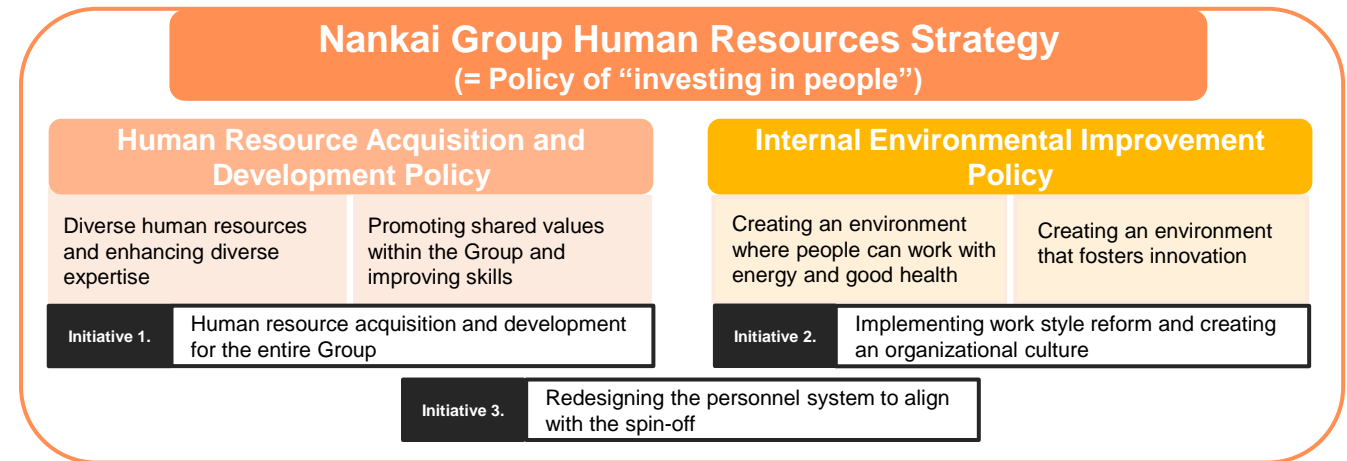 Nankai Group Human Resources Strategy
(= Policy of “investing in people”)
Human Resource Acquisition and
Development Policy
Diverse human resources
and enhancing diverse
expertise
Promoting shared values
within the Group and
improving skills
Initiative 1.
Human resource acquisition and development
for the entire Group
Internal Environmental Improvement
Policy
Creating an environment
where people can work with
energy and good health
Creating an environment
that fosters innovation
Initiative 2.
Implementing work style reform and creating
an organizational culture
Initiative 3.
Redesigning the personnel system to align
with the spin-off